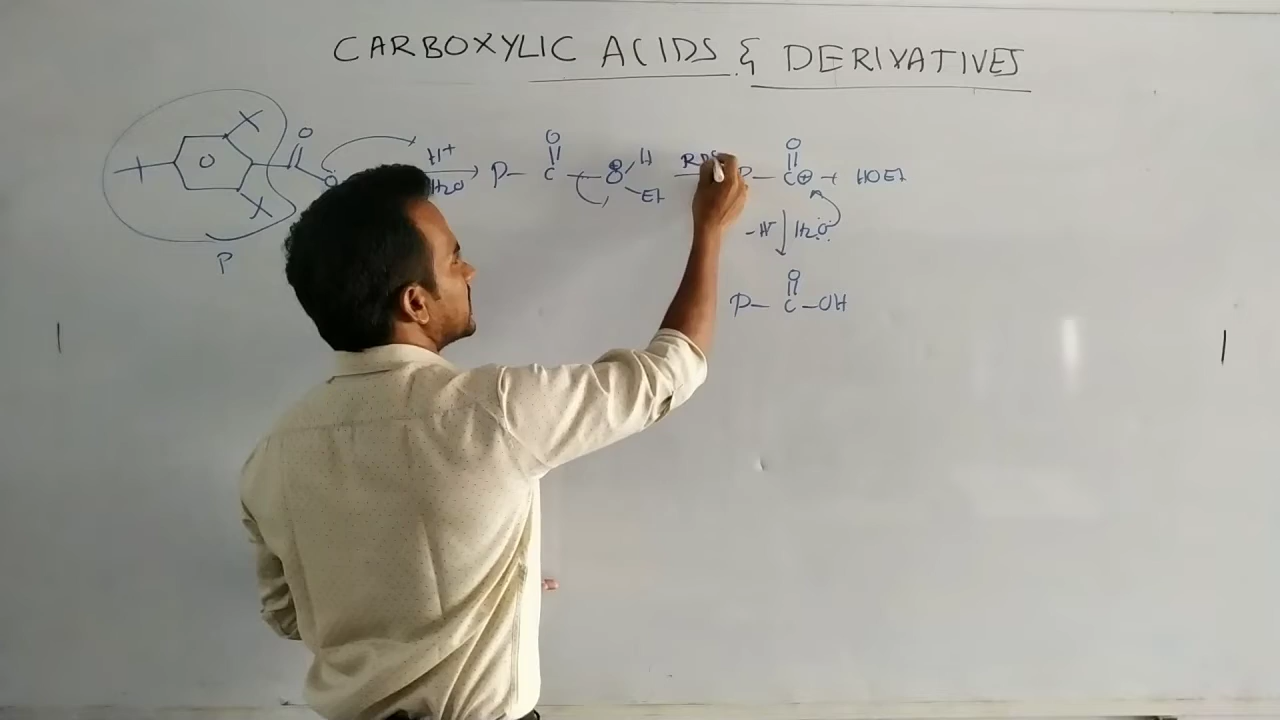 CARBOXYLIC ACIDS & DERIVATIVES
O O H+ H2O P- C O H Et RDS P- C + HOEt
-H+ H2O
P
P- C -OH
O